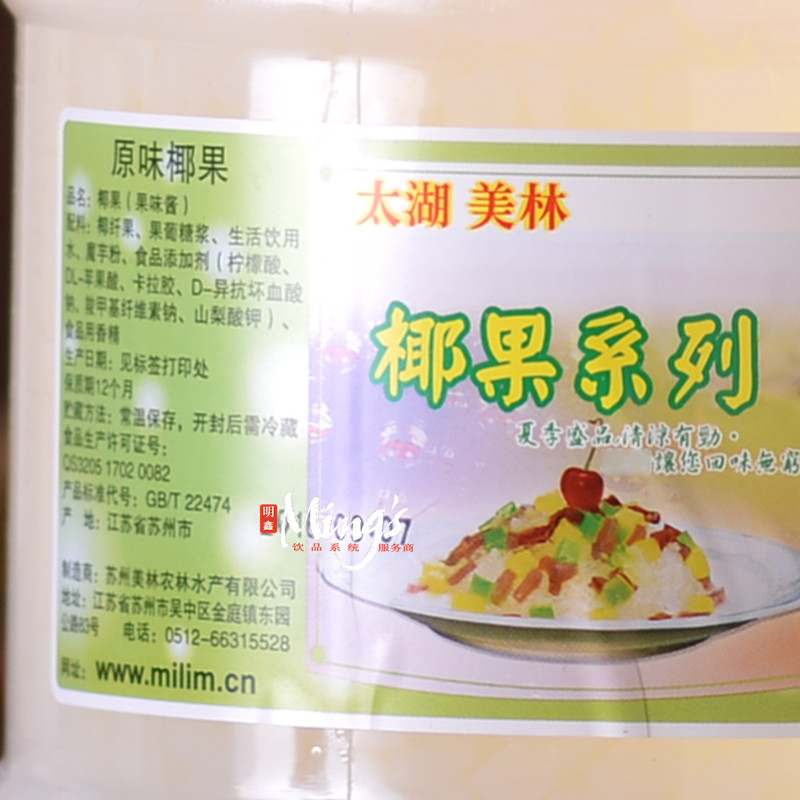 原味椰果
品名：椰果（果味酱）
配料：椰纤果、果葡糖浆、生活饮用
水、魔芋粉、食品添加剂（柠檬酸、
DL-苹果酸、卡拉胶、D-异抗坏血酸
钠、羧甲基纤维素钠、山梨酸钾）、
食品用香精
生产日期：见标签打印处
保质期12个月
贮藏方法：常温保存，开封后需冷藏
食品生产许可证号：
QS3205 1702 0082
产品标准代号：GB/T 22474
产 地：江苏省苏州市
制造商：苏州美林农林水产有限公司
地址：江苏省苏州市吴中区金庭镇东园
公路83号 电话：0512-66315528
网址：www.milim.cn
太湖 美林
椰果系列
夏季盛品,清涼有勁·
讓您回味無窮
明鑫 Ming's
饮品系统 服务商